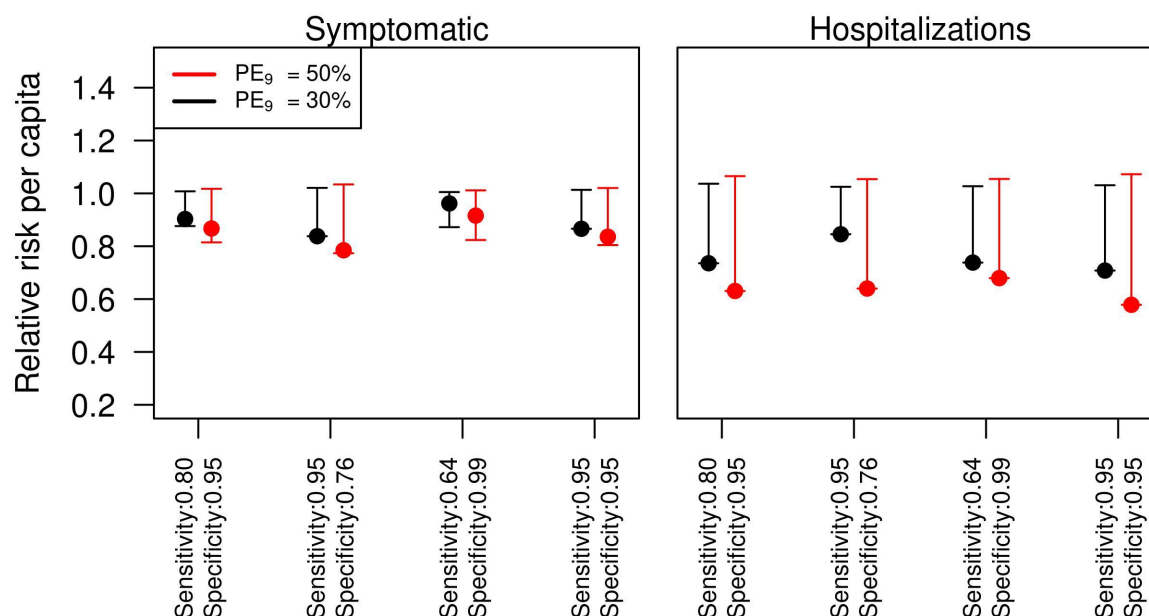 Symptomatic
Hospitalizations
Relative risk per capita
PE₉ = 50%
PE₉ = 30%
1.4
1.2
1.0
0.8
0.6
0.4
0.2
Sensitivity:0.80
Specificity:0.95
Sensitivity:0.95
Specificity:0.76
Sensitivity:0.64
Specificity:0.99
Sensitivity:0.95
Specificity:0.95
Sensitivity:0.80
Specificity:0.95
Sensitivity:0.95
Specificity:0.76
Sensitivity:0.64
Specificity:0.99
Sensitivity:0.95
Specificity:0.95